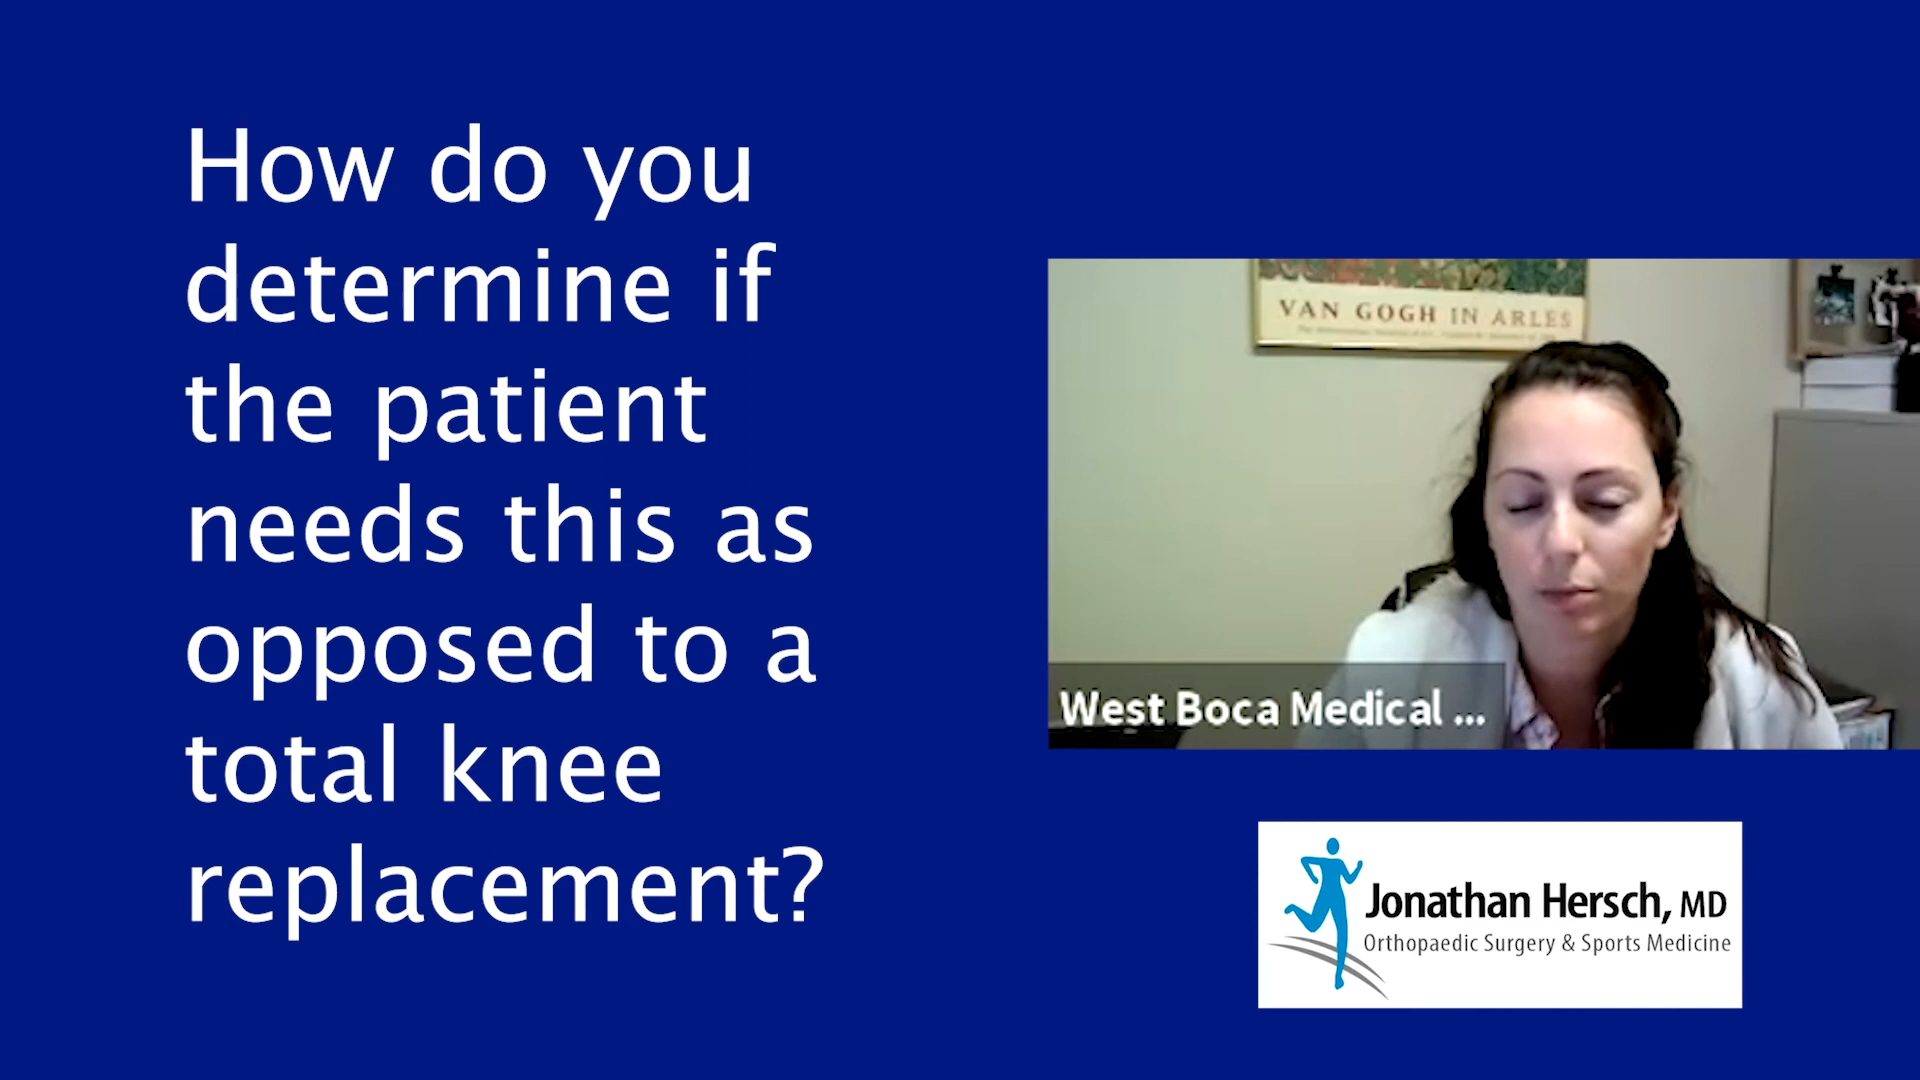 How do you
determine if
the patient
needs this as
opposed to a
total knee
replacement?
VAN GOGH IN ARLES
West Boca Medical ...
Jonathan Hersch, MD
Orthopaedic Surgery & Sports Medicine